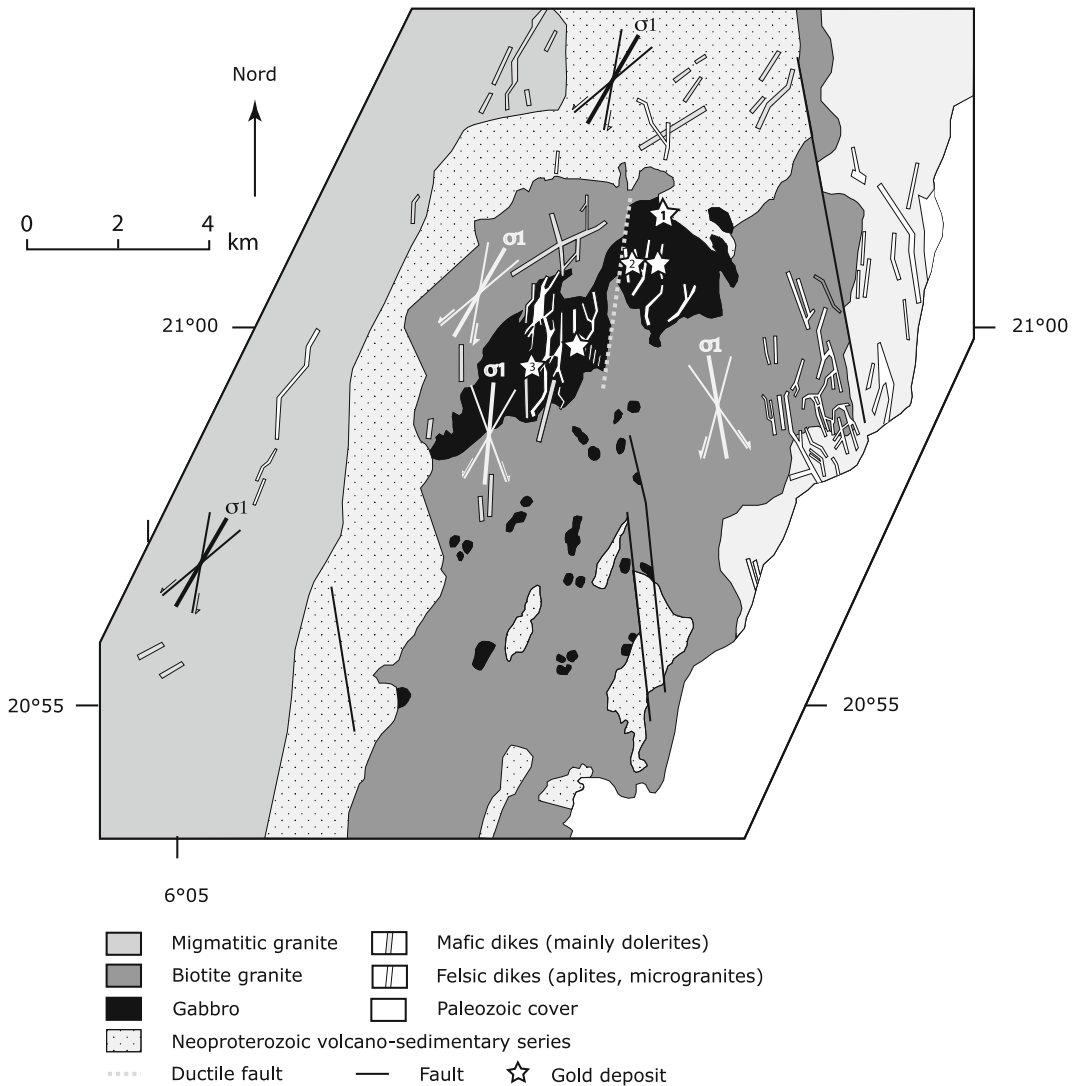 σ1
Nord
0 2 4
km
1
σ1
2
21°00
21°00
σ1
σ1
3
σ1
20°55
20°55
6°05
Migmatitic granite
Mafic dikes (mainly dolerites)
Biotite granite
Felsic dikes (aplites, microgranites)
Gabbro
Paleozoic cover
Neoproterozoic volcano-sedimentary series
Ductile fault
Fault
Gold deposit